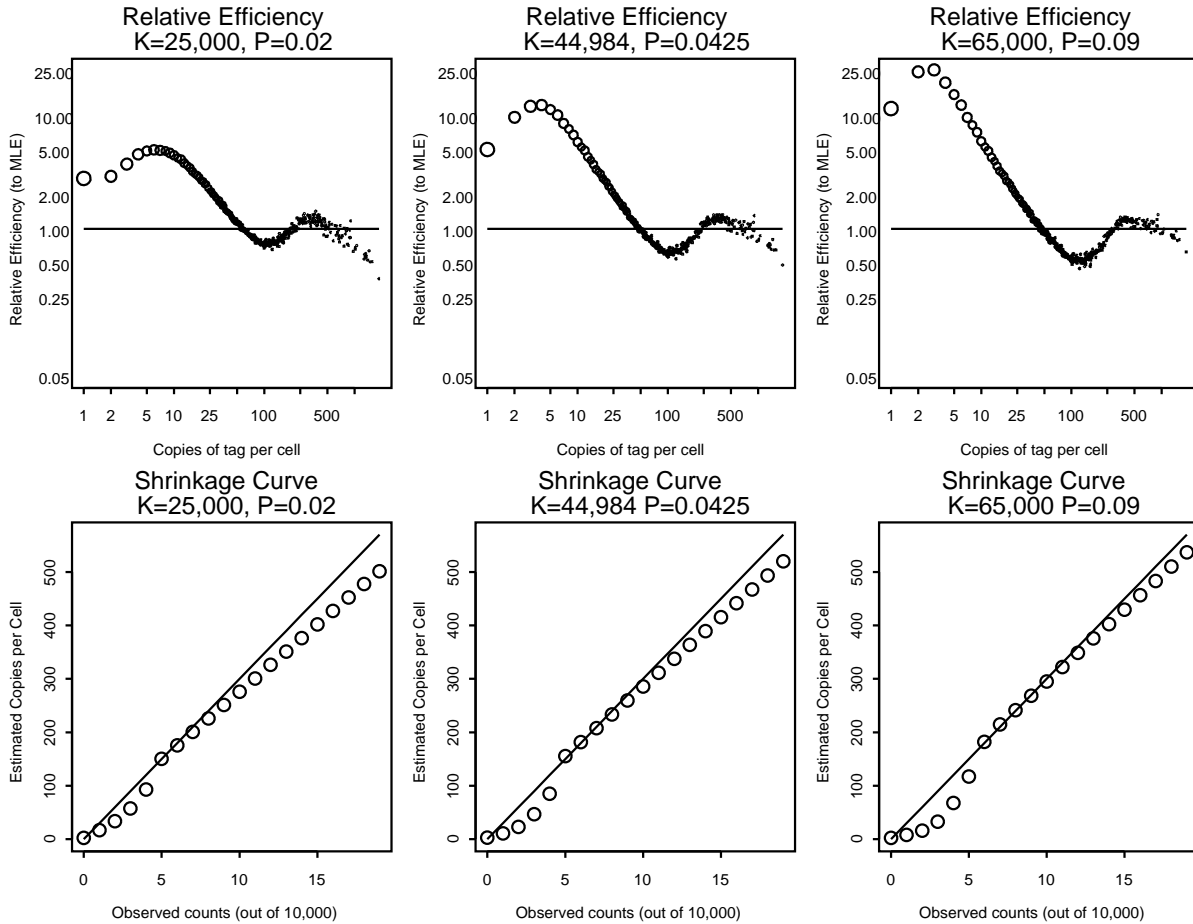 Relative Efficiency
K=25,000, P=0.02
Relative Efficiency (to MLE)
25.00
10.00
5.00
2.00
1.00
0.50
0.25
0.05
1 2 5 10 25 100 500
Copies of tag per cell
Relative Efficiency
K=44,984, P=0.0425
Relative Efficiency (to MLE)
25.00
10.00
5.00
2.00
1.00
0.50
0.25
0.05
1 2 5 10 25 100 500
Copies of tag per cell
Relative Efficiency
K=65,000, P=0.09
Relative Efficiency (to MLE)
25.00
10.00
5.00
2.00
1.00
0.50
0.25
0.05
1 2 5 10 25 100 500
Copies of tag per cell
Shrinkage Curve
K=25,000, P=0.02
Estimated Copies per Cell
500
400
300
200
100
0
0 5 10 15
Observed counts (out of 10,000)
Shrinkage Curve
K=44,984 P=0.0425
Estimated Copies per Cell
500
400
300
200
100
0
0 5 10 15
Observed counts (out of 10,000)
Shrinkage Curve
K=65,000 P=0.09
Estimated Copies per Cell
500
400
300
200
100
0
0 5 10 15
Observed counts (out of 10,000)